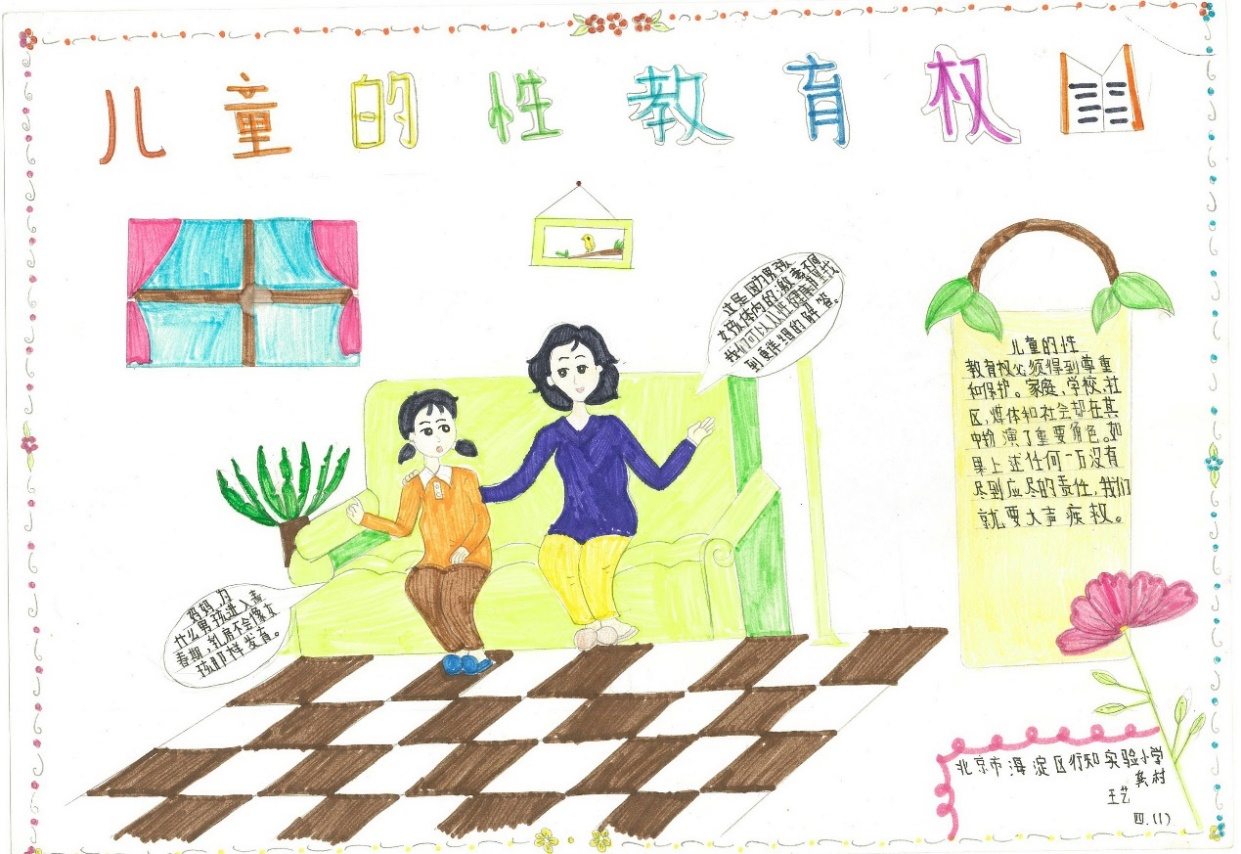 儿童的性教育权
这是因为男孩
女孩体内的激素不同
我们可以从性健康书里找
到更详细的解答。
儿童的性
教育权必须得到尊重
和保护。家庭、学校、社
区、媒体和社会都在其
中扮演了重要角色。如
果上述任何一方没有
尽到应尽的责任，我们
就要大声疾救。
妈妈，为
什么男孩进入青
春期，乳房不会像女
孩那样发育。
北京市海淀区行知实验小学
王艺
四.(1)